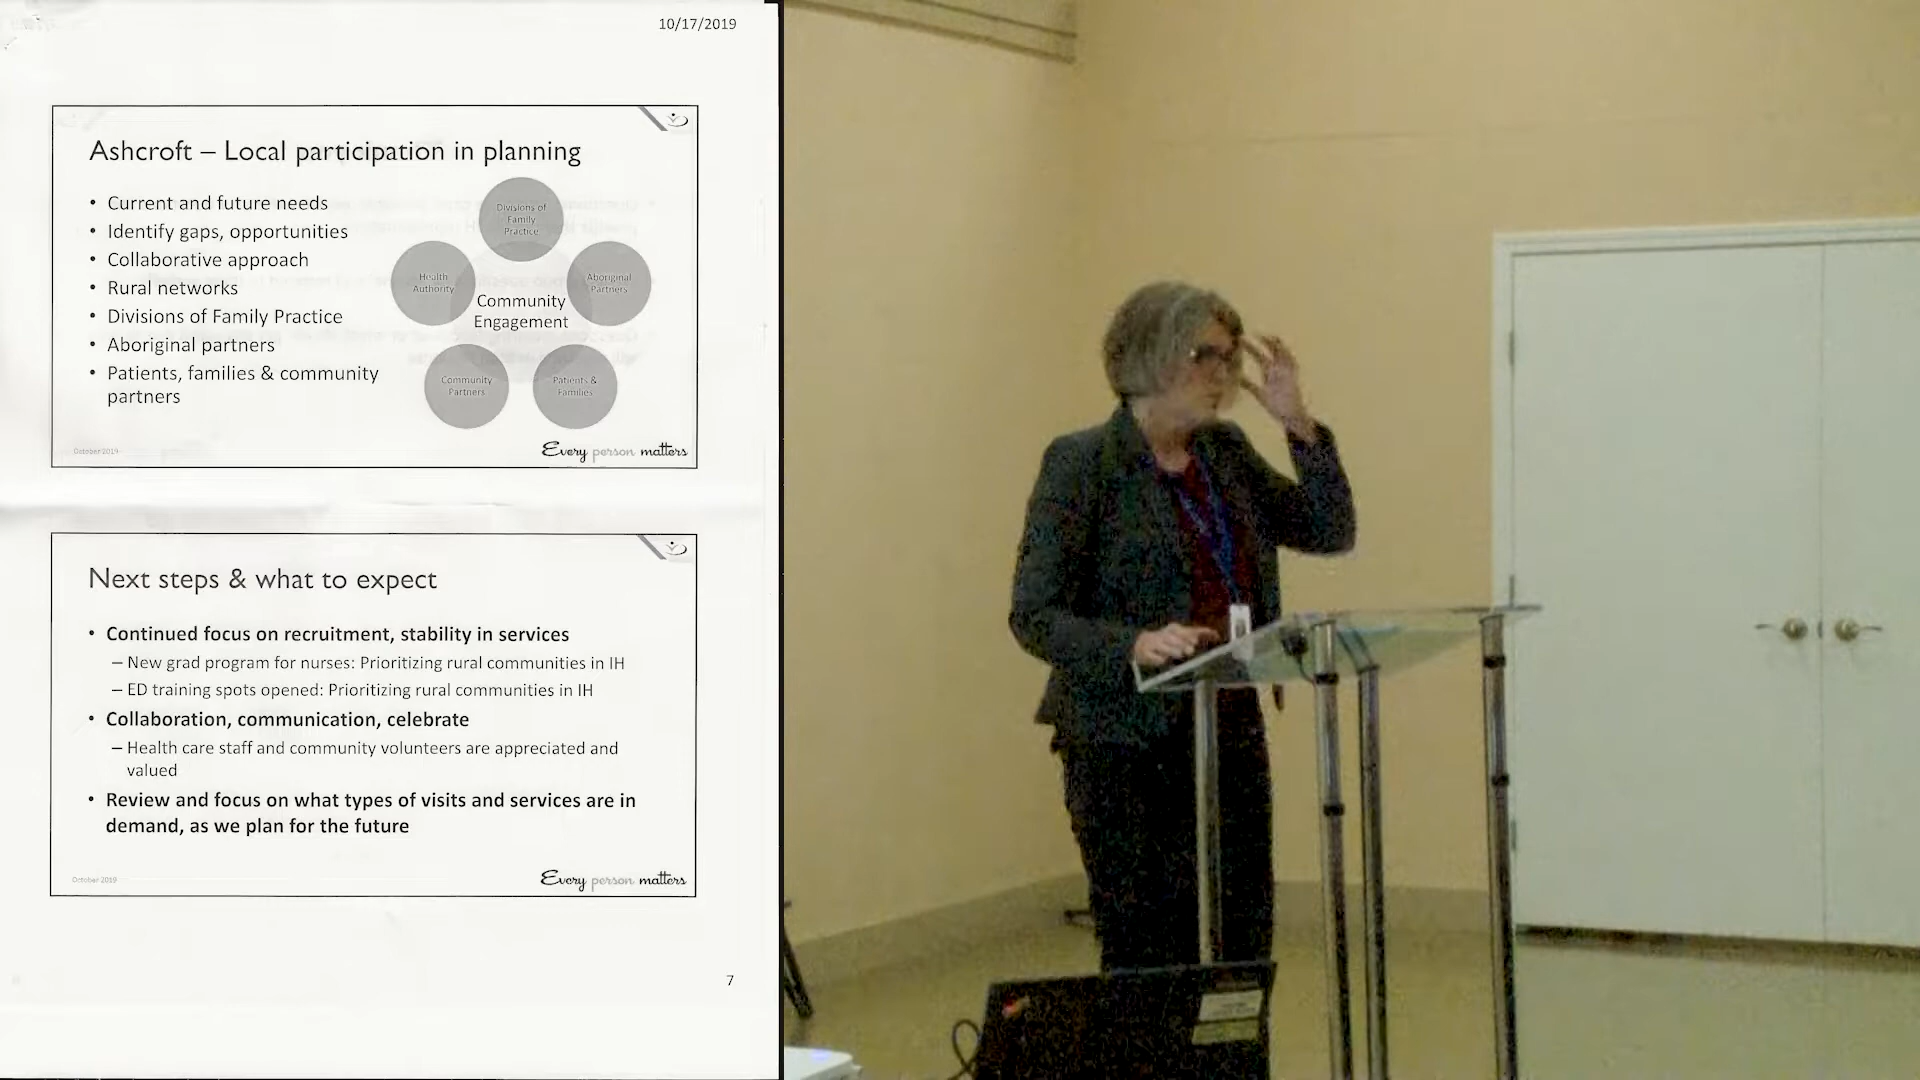 10/17/2019
Ashcroft – Local participation in planning
• Current and future needs
• Identify gaps, opportunities
• Collaborative approach
• Rural networks
• Divisions of Family Practice
• Aboriginal partners
• Patients, families & community
partners
Divisions of
Family
Practice
Health
Authority
Aboriginal
Partners
Community
Engagement
Community
Partners
Patients &
Families
October 2019
Every person matters
Next steps & what to expect
• Continued focus on recruitment, stability in services
– New grad program for nurses: Prioritizing rural communities in IH
– ED training spots opened: Prioritizing rural communities in IH
• Collaboration, communication, celebrate
– Health care staff and community volunteers are appreciated and
valued
• Review and focus on what types of visits and services are in
demand, as we plan for the future
October 2019
Every person matters
7